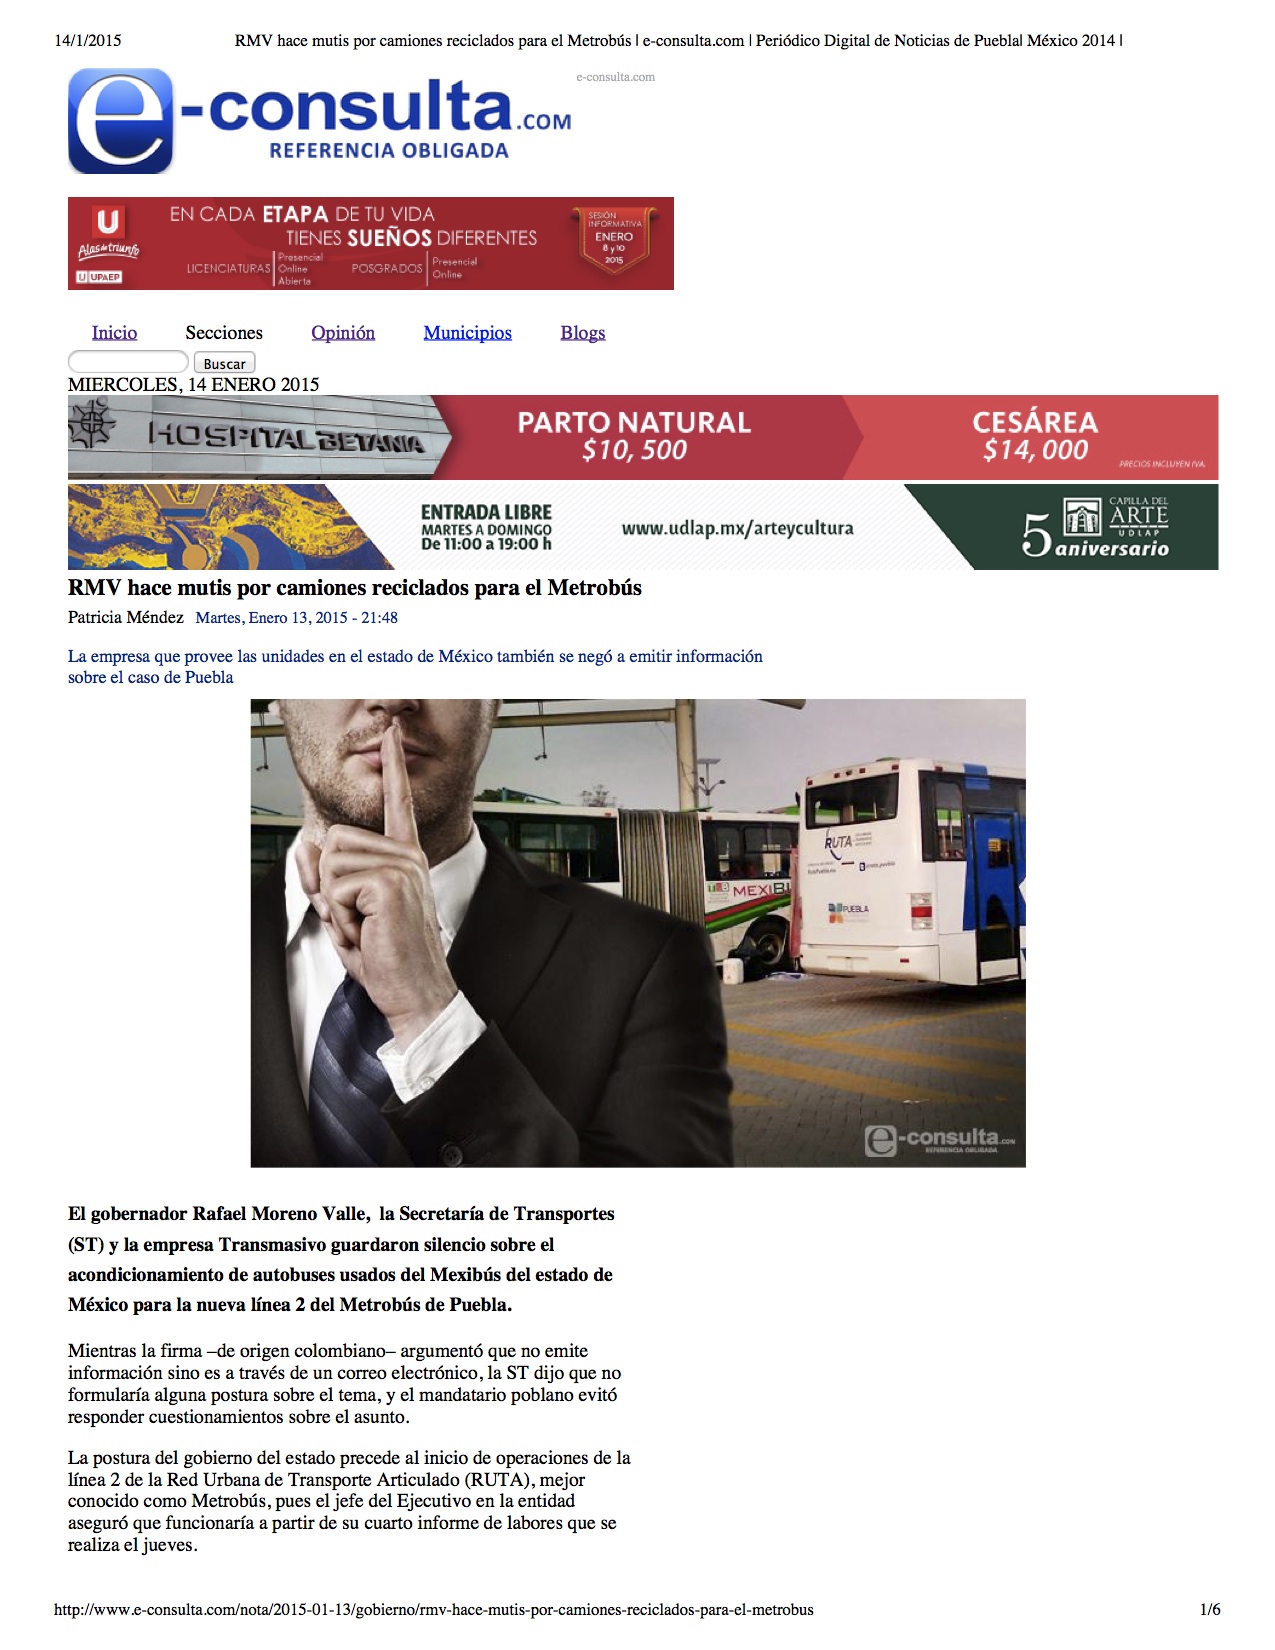 14/1/2015
RMV hace mutis por camiones reciclados para el Metrobús | e-consulta.com | Periódico Digital de Noticias de Puebla| México 2014 |
e-consulta.com
e-consulta.COM
REFERENCIA OBLIGADA
U
Alas de triunfo
UPAEP
EN CADA ETAPA DE TU VIDA
TIENES SUEÑOS DIFERENTES
LICENCIATURAS
Presencial
Online
Abierta
POSGRADOS
Presencial
Online
SESIÓN
INFORMATIVA
ENERO
8 y 10
2015
Inicio
Secciones
Opinión
Municipios
Blogs
Buscar
MIERCOLES, 14 ENERO 2015
HOSPITAL BETANIA
PARTO NATURAL
$10, 500
CESÁREA
$14, 000
PRECIOS INCLUYEN IVA.
ENTRADA LIBRE
MARTES A DOMINGO
De 11:00 a 19:00 h
www.udlap.mx/arteycultura
5
CAPILLA DEL
ARTE
UDLAP
aniversario
RMV hace mutis por camiones reciclados para el Metrobús
Patricia Méndez Martes, Enero 13, 2015 - 21:48
La empresa que provee las unidades en el estado de México también se negó a emitir información
sobre el caso de Puebla
RUTA
MEXIBÚ
PUEBLA
e-consulta.COM
REFERENCIA OBLIGADA
El gobernador Rafael Moreno Valle, la Secretaría de Transportes
(ST) y la empresa Transmasivo guardaron silencio sobre el
acondicionamiento de autobuses usados del Mexibús del estado de
México para la nueva línea 2 del Metrobús de Puebla.
Mientras la firma –de origen colombiano– argumentó que no emite
información sino es a través de un correo electrónico, la ST dijo que no
formularía alguna postura sobre el tema, y el mandatario poblano evitó
responder cuestionamientos sobre el asunto.
La postura del gobierno del estado precede al inicio de operaciones de la
línea 2 de la Red Urbana de Transporte Articulado (RUTA), mejor
conocido como Metrobús, pues el jefe del Ejecutivo en la entidad
aseguró que funcionaría a partir de su cuarto informe de labores que se
realiza el jueves.
http://www.e-consulta.com/nota/2015-01-13/gobierno/rmv-hace-mutis-por-camiones-reciclados-para-el-metrobus
1/6